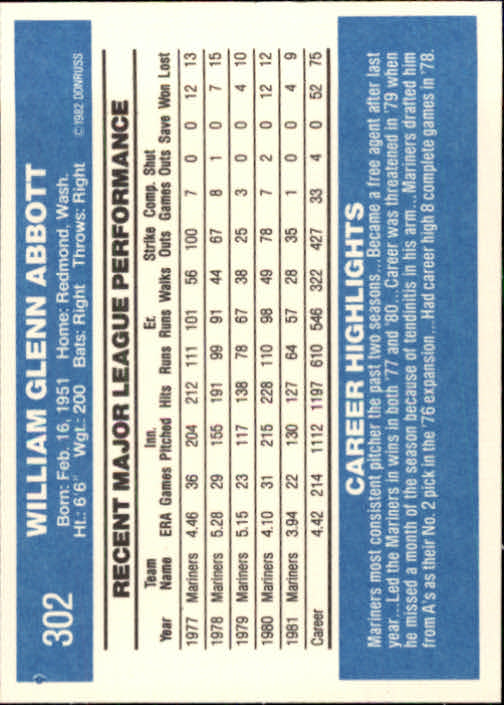 302
WILLIAM GLENN ABBOTT
Born: Feb. 16, 1951 Home: Redmond, Wash.
Ht.: 6'6" Wgt.: 200 Bats: Right Throws: Right
©1982 DONRUSS
RECENT MAJOR LEAGUE PERFORMANCE
Year Team Name ERA Games Inn. Pitched Hits Runs Er. Runs Walks Strike Outs Comp. Games Shut Outs Save Won Lost
1977 Mariners 4.46 36 204 212 111 101 56 100 7 0 0 12 13
1978 Mariners 5.28 29 155 191 99 91 44 67 8 1 0 7 15
1979 Mariners 5.15 23 117 138 78 67 38 25 3 0 0 4 10
1980 Mariners 4.10 31 215 228 110 98 49 78 7 2 0 12 12
1981 Mariners 3.94 22 130 127 64 57 28 35 1 0 0 4 9
Career 4.42 214 1112 1197 610 546 322 427 33 4 0 52 75
CAREER HIGHLIGHTS
Mariners most consistent pitcher the past two seasons...Became a free agent after last
year...Led the Mariners in wins in both '77 and '80...Career was threatened in '79 when
he missed a month of the season because of tendinitis in his arm...Mariners drafted him
from A's as their No. 2 pick in the '76 expansion...Had career high 8 complete games in '78.